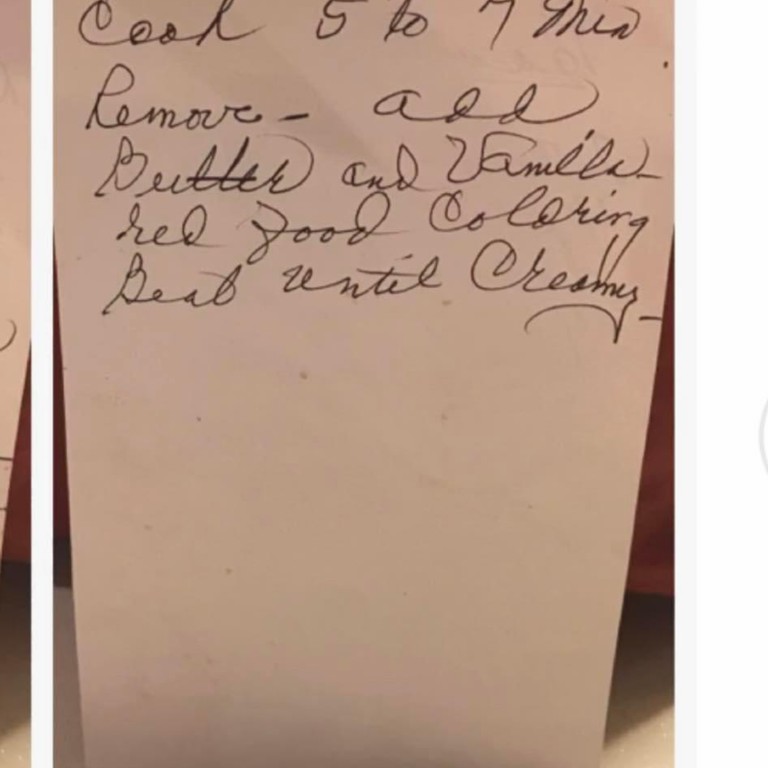 Cook 5 to 7 Min
Remove - add
Butter and Vanilla -
red food Coloring
Beat until Creamy -